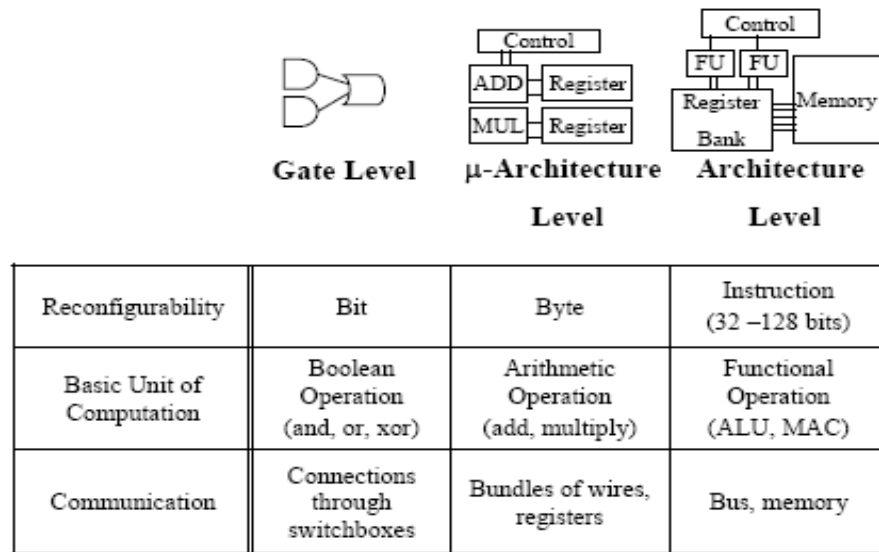 Control
ADD
Register
MUL
Register
Control
FU
FU
Register
Bank
Memory
Gate Level
μ-Architecture
Level
Architecture
Level
Reconfigurability
Bit
Byte
Instruction
(32 –128 bits)
Basic Unit of
Computation
Boolean
Operation
(and, or, xor)
Arithmetic
Operation
(add, multiply)
Functional
Operation
(ALU, MAC)
Communication
Connections
through
switchboxes
Bundles of wires,
registers
Bus, memory